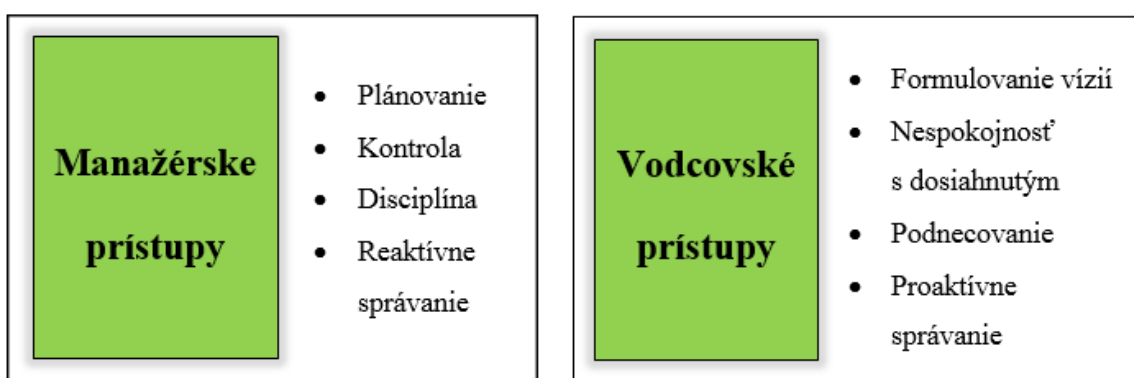 Manažérske
prístupy
• Plánovanie
• Kontrola
• Disciplína
• Reaktívne
správanie
Vodcovské
prístupy
• Formulovanie vízií
• Nespokojnosť
s dosiahnutým
• Podnecovanie
• Proaktívne
správanie